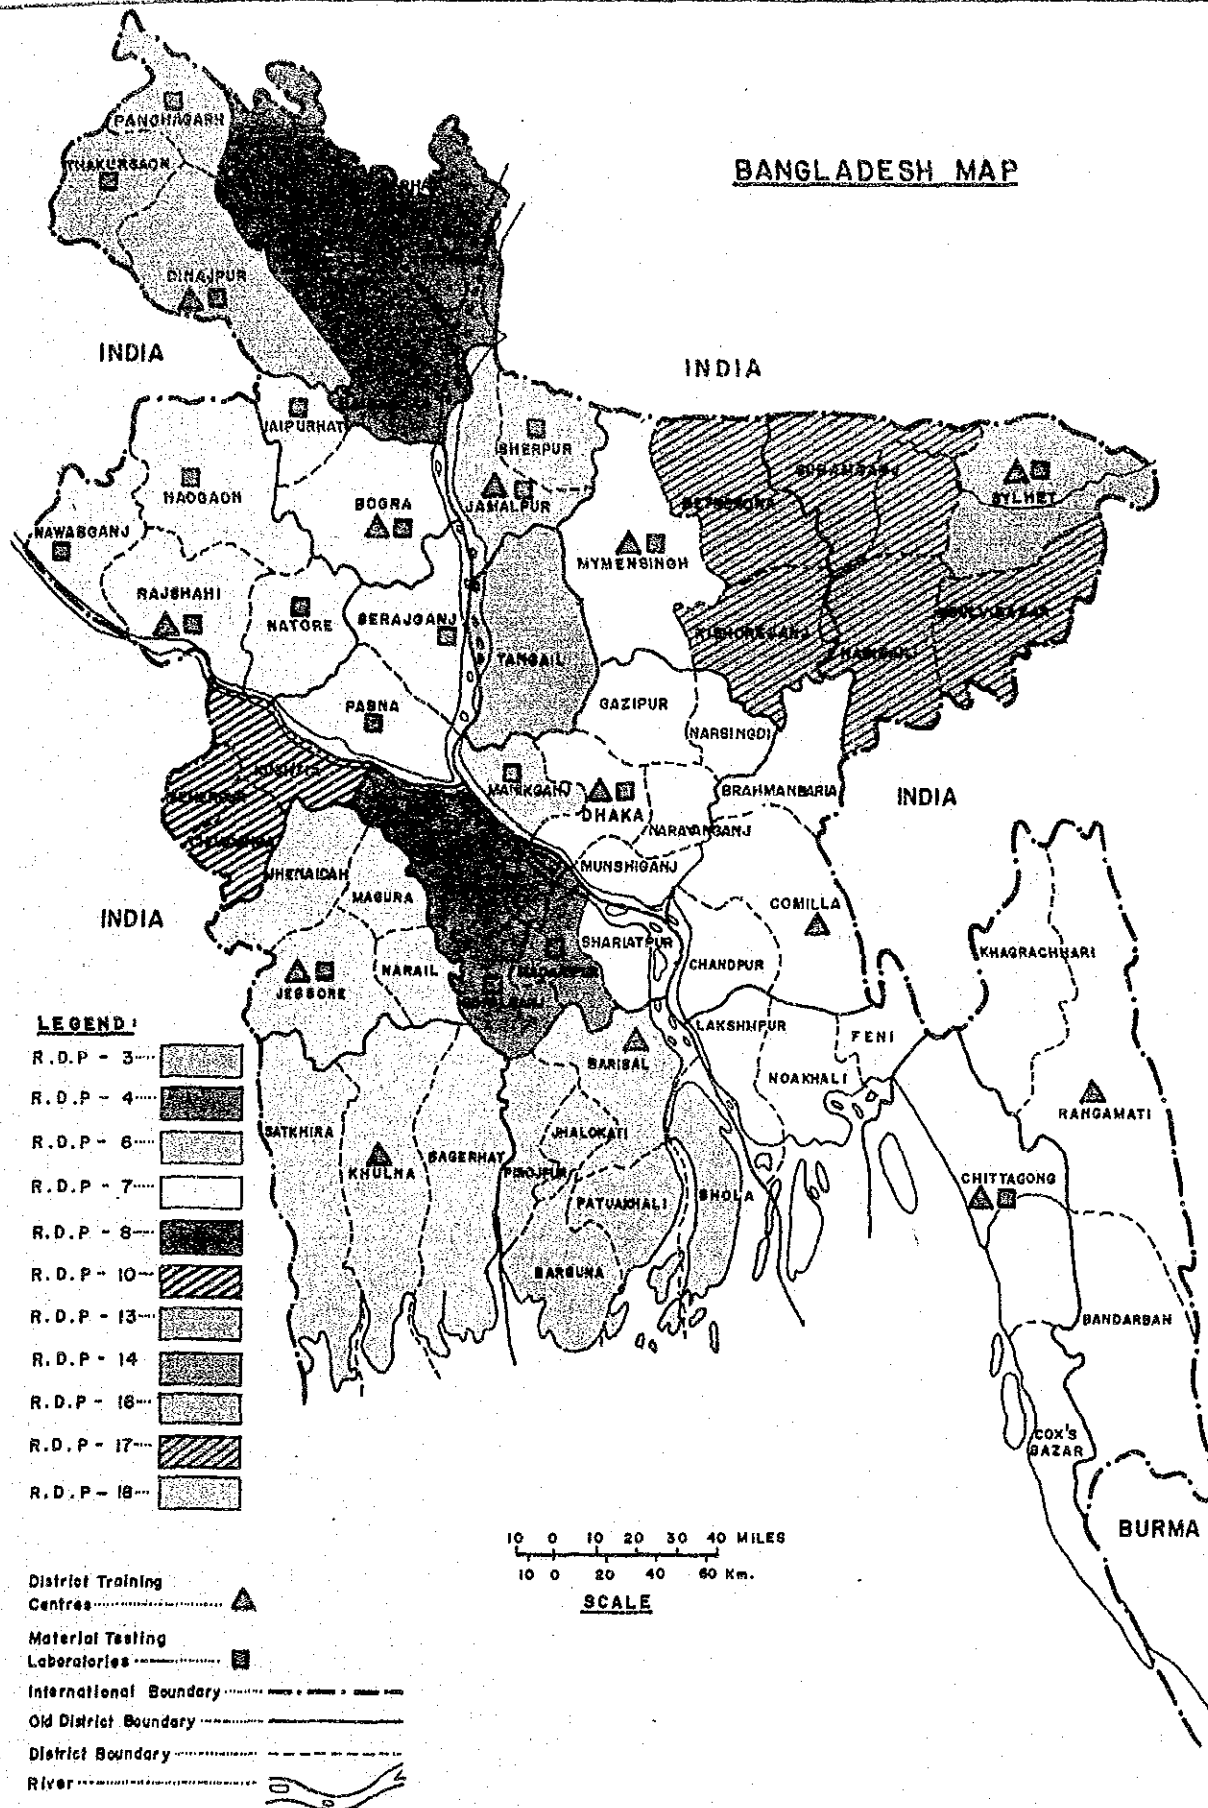 BANGLADESH MAP
PANCHAGARH
THAKURGAON
DINAJPUR
INDIA
INDIA
JAIPURHAT
SHERPUR
NAOGAON
BOGRA
JAMALPUR
SYLHET
NAWABGANJ
MYMENSINGH
RAJSHAHI
NATORE
SERAJGANJ
TANGAIL
PABNA
GAZIPUR
NARSINGDI
KUSHTIA
MANIKGANJ
DHAKA
BRAHMANBARIA
INDIA
NARAYANGANJ
MUNSHIGANJ
JHENAIDAH
MAGURA
INDIA
COMILLA
SHARIATPUR
CHANDPUR
KHAGRACHHARI
NARAIL
MADARIPUR
JESSORE
LAKSHMIPUR
FENI
BARISAL
NOAKHALI
RANGAMATI
SATKHIRA
JHALOKATI
KHULNA
BAGERHAT
PIROJPUR
PATUAKHALI
BHOLA
CHITTAGONG
BARGUNA
BANDARBAN
COX'S
BAZAR
BURMA
LEGEND:
R.D.P - 3
R.D.P - 4
R.D.P - 6
R.D.P - 7
R.D.P - 8
R.D.P - 10
R.D.P - 13
R.D.P - 14
R.D.P - 16
R.D.P - 17
R.D.P - 18
10 0 10 20 30 40 MILES
10 0 20 40 60 Km.
SCALE
District Training
Centres
Material Testing
Laboratories
International Boundary
Old District Boundary
District Boundary
River